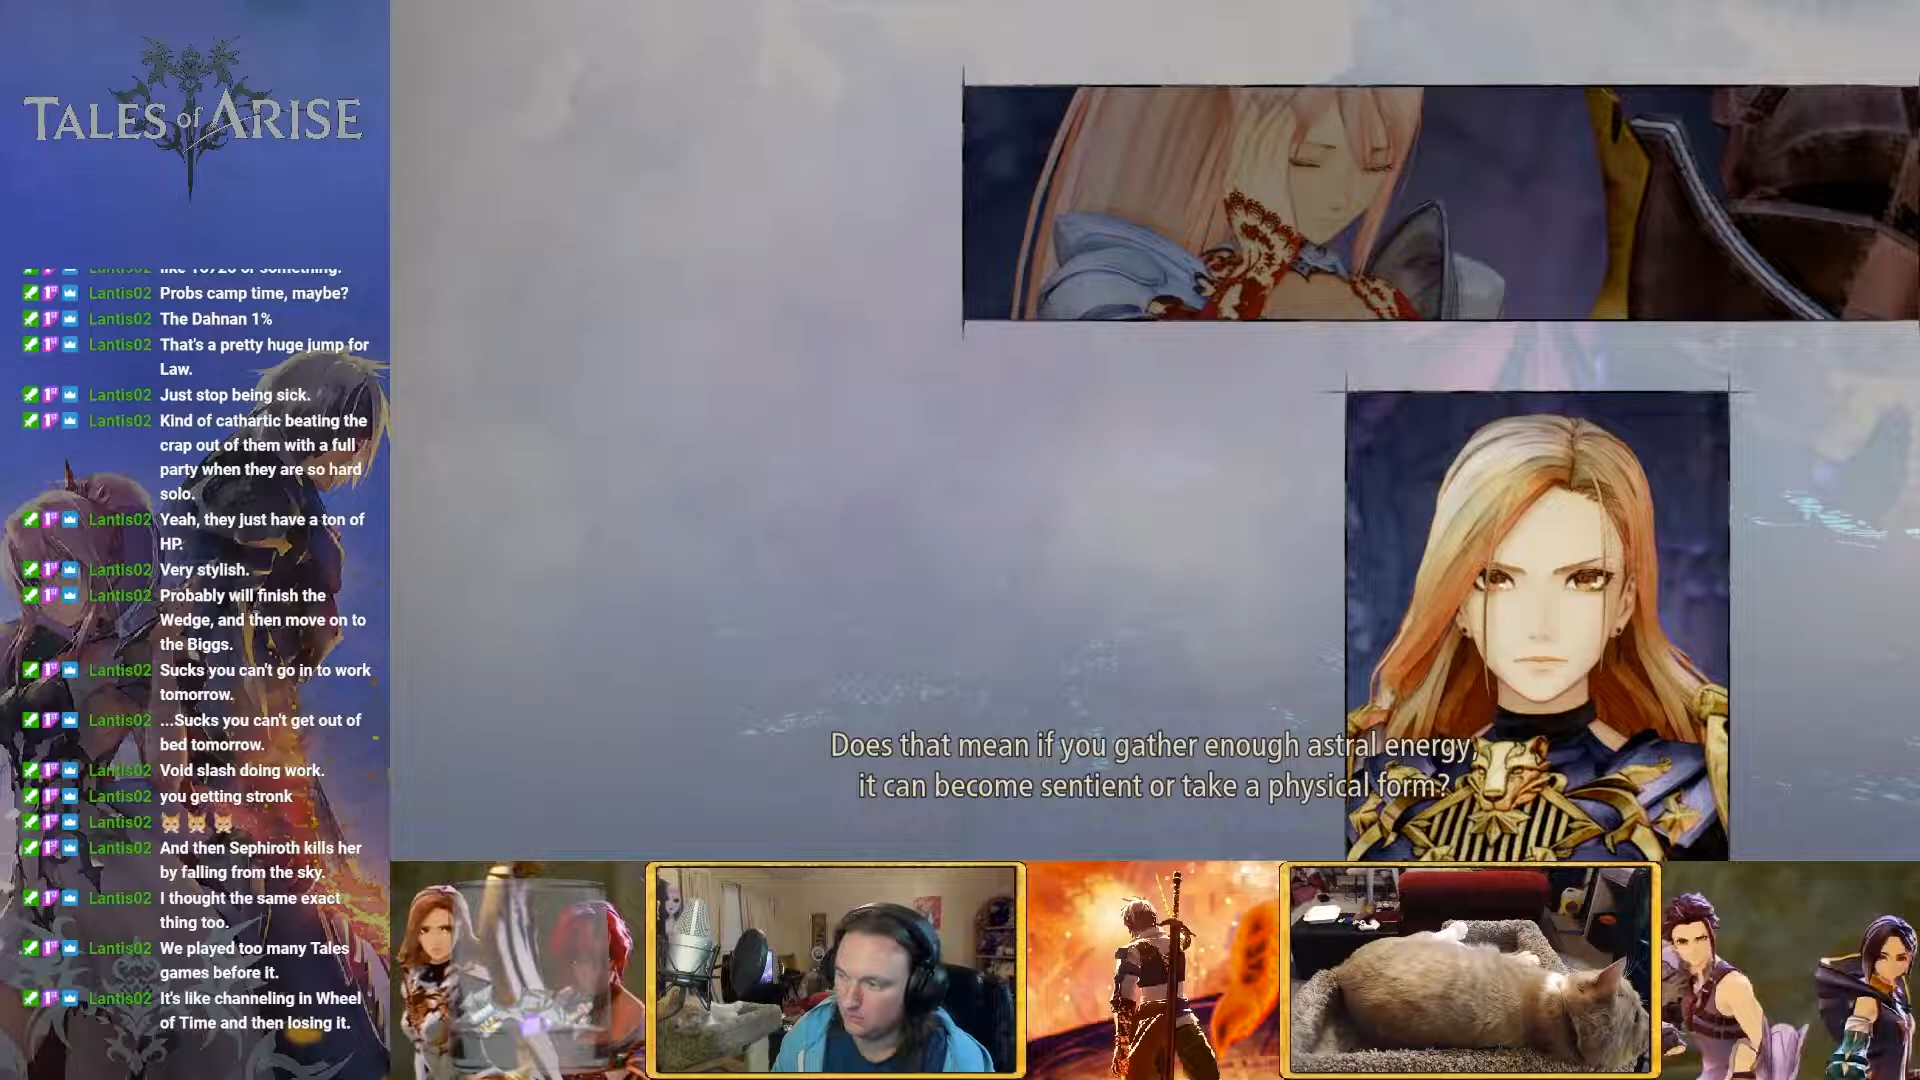 TALES of ARISE
Lantis02 like 10726 or something.
Lantis02 Probs camp time, maybe?
Lantis02 The Dahnan 1%
Lantis02 That's a pretty huge jump for
Law.
Lantis02 Just stop being sick.
Lantis02 Kind of cathartic beating the
crap out of them with a full
party when they are so hard
solo.
Lantis02 Yeah, they just have a ton of
HP.
Lantis02 Very stylish.
Lantis02 Probably will finish the
Wedge, and then move on to
the Biggs.
Lantis02 Sucks you can't go in to work
tomorrow.
Lantis02 ...Sucks you can't get out of
bed tomorrow.
Lantis02 Void slash doing work.
Lantis02 you getting stronk
Lantis02
Lantis02 And then Sephiroth kills her
by falling from the sky.
Lantis02 I thought the same exact
thing too.
Lantis02 We played too many Tales
games before it.
Lantis02 It's like channeling in Wheel
of Time and then losing it.
Does that mean if you gather enough astral energy,
it can become sentient or take a physical form?